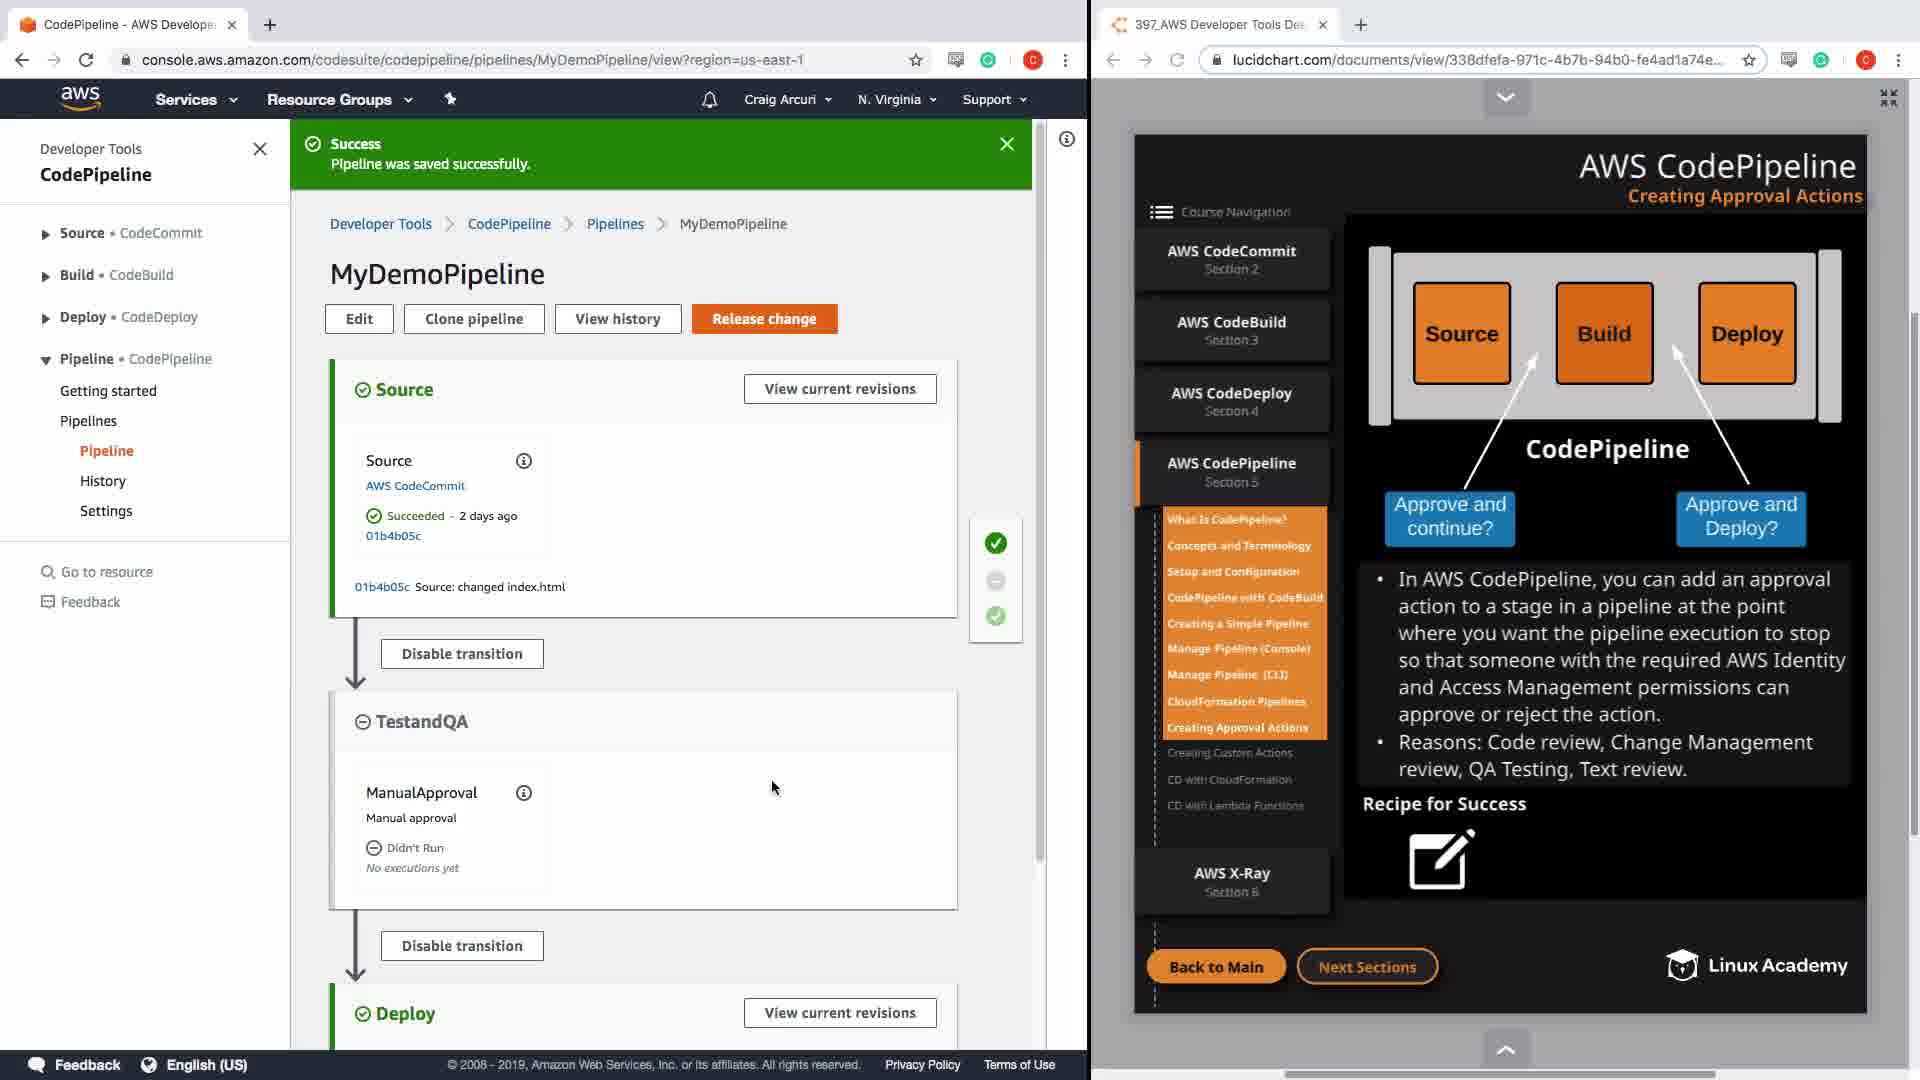 CodePipeline - AWS Develope
console.aws.amazon.com/codesuite/codepipeline/pipelines/MyDemoPipeline/view?region=us-east-1
C
aws
Services
Resource Groups
Craig Arcuri
N. Virginia
Support
Developer Tools
CodePipeline
Source • CodeCommit
Build • CodeBuild
Deploy • CodeDeploy
Pipeline • CodePipeline
Getting started
Pipelines
Pipeline
History
Settings
Go to resource
Feedback
Success
Pipeline was saved successfully.
Developer Tools
CodePipeline
Pipelines
MyDemoPipeline
MyDemoPipeline
Edit
Clone pipeline
View history
Release change
Source
View current revisions
Source
AWS CodeCommit
Succeeded - 2 days ago
01b4b05c
01b4b05c Source: changed index.html
Disable transition
TestandQA
ManualApproval
Manual approval
Didn't Run
No executions yet
Disable transition
Deploy
View current revisions
Feedback
English (US)
© 2008 - 2019, Amazon Web Services, Inc. or its affiliates. All rights reserved.
Privacy Policy
Terms of Use
397_AWS Developer Tools Dee
lucidchart.com/documents/view/338dfefa-971c-4b7b-94b0-fe4ad1a74e...
C
AWS CodePipeline
Creating Approval Actions
Course Navigation
AWS CodeCommit
Section 2
AWS CodeBuild
Section 3
AWS CodeDeploy
Section 4
AWS CodePipeline
Section 5
What Is CodePipeline?
Concepts and Terminology
Setup and Configuration
CodePipeline with CodeBuild
Creating a Simple Pipeline
Manage Pipeline (Console)
Manage Pipeline (CLI)
CloudFormation Pipelines
Creating Approval Actions
Creating Custom Actions
CD with CloudFormation
CD with Lambda Functions
AWS X-Ray
Section 6
Source
Build
Deploy
CodePipeline
Approve and
continue?
Approve and
Deploy?
• In AWS CodePipeline, you can add an approval
action to a stage in a pipeline at the point
where you want the pipeline execution to stop
so that someone with the required AWS Identity
and Access Management permissions can
approve or reject the action.
• Reasons: Code review, Change Management
review, QA Testing, Text review.
Recipe for Success
Back to Main
Next Sections
Linux Academy